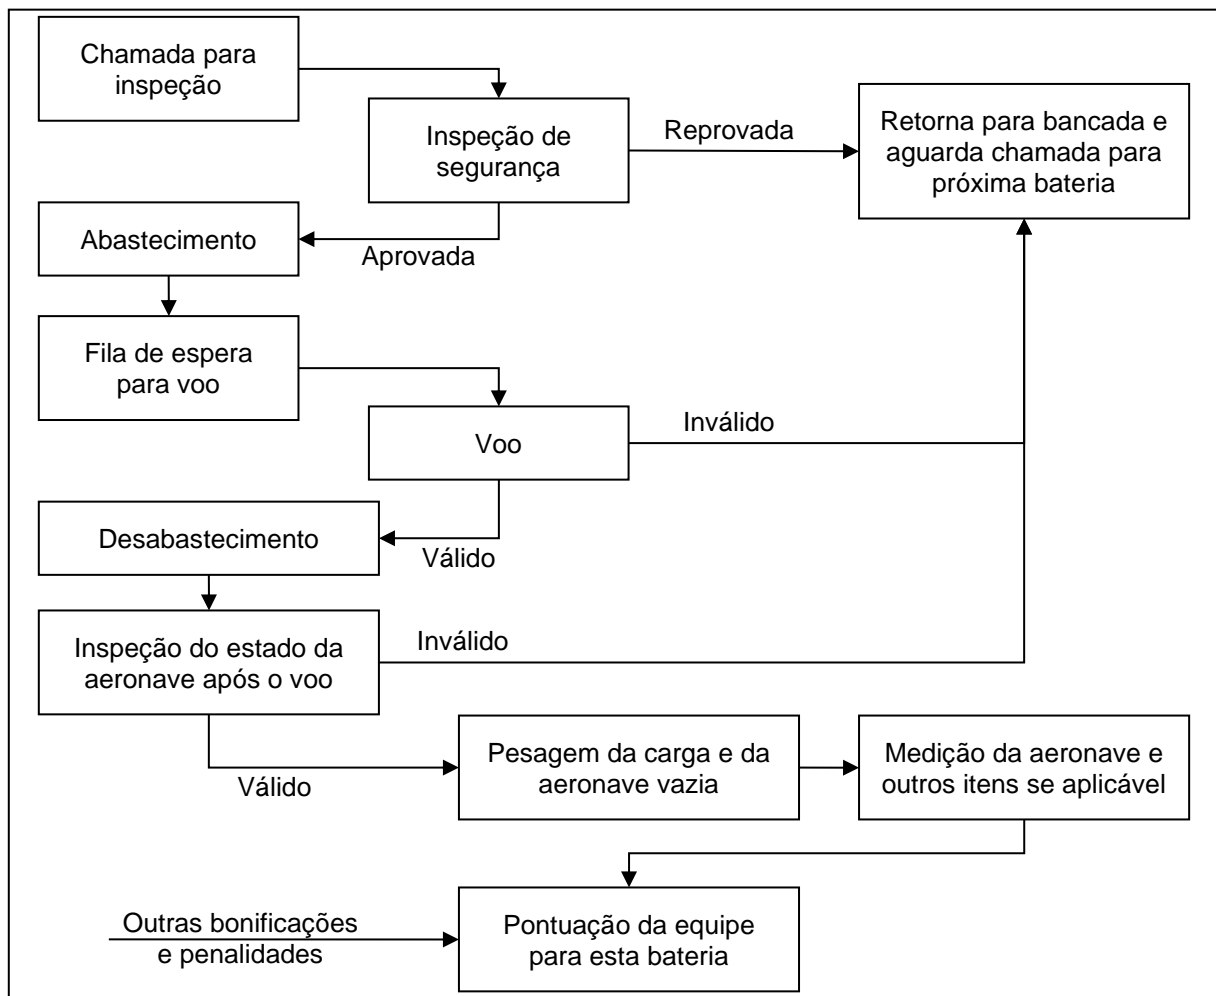 Chamada para
inspeção
Inspeção de
segurança
Reprovada
Retorna para bancada e
aguarda chamada para
próxima bateria
Abastecimento
Aprovada
Fila de espera
para voo
Voo
Inválido
Desabastecimento
Válido
Inspeção do estado da
aeronave após o voo
Inválido
Válido
Pesagem da carga e da
aeronave vazia
Medição da aeronave e
outros itens se aplicável
Outras bonificações
e penalidades
Pontuação da equipe
para esta bateria